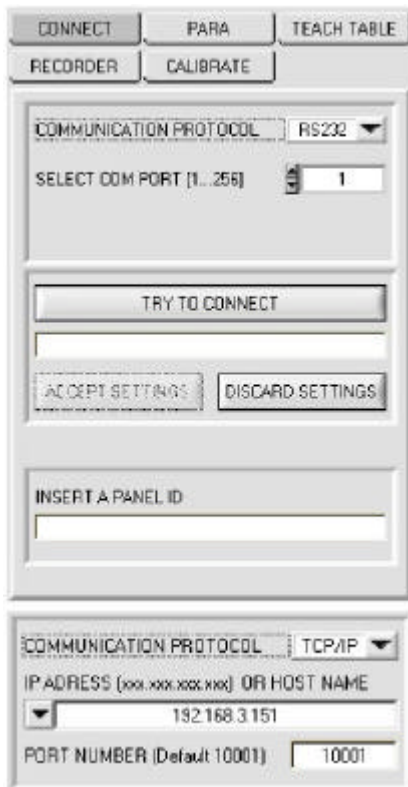 CONNECT PARA TEACH TABLE
RECORDER CALIBRATE
COMMUNICATION PROTOCOL RS232
SELECT COM PORT (1...256) 1
TRY TO CONNECT
ACCEPT SETTINGS DISCARD SETTINGS
INSERT A PANEL ID
COMMUNICATION PROTOCOL TCP/IP
IP ADRESS (xxx.xxx.xxx.xxx) OR HOST NAME
192.168.3.151
PORT NUMBER (Default 10001) 10001